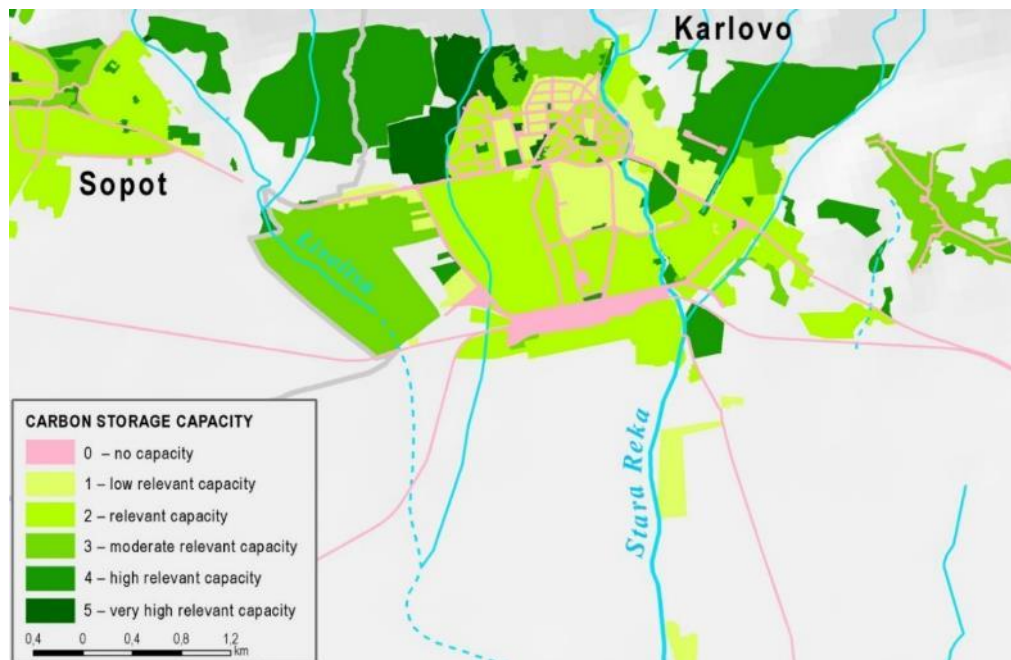 Karlovo
Sopot
Stara Reka
CARBON STORAGE CAPACITY
0 – no capacity
1 – low relevant capacity
2 – relevant capacity
3 – moderate relevant capacity
4 – high relevant capacity
5 – very high relevant capacity
0,4 0 0,4 0,8 1,2
km